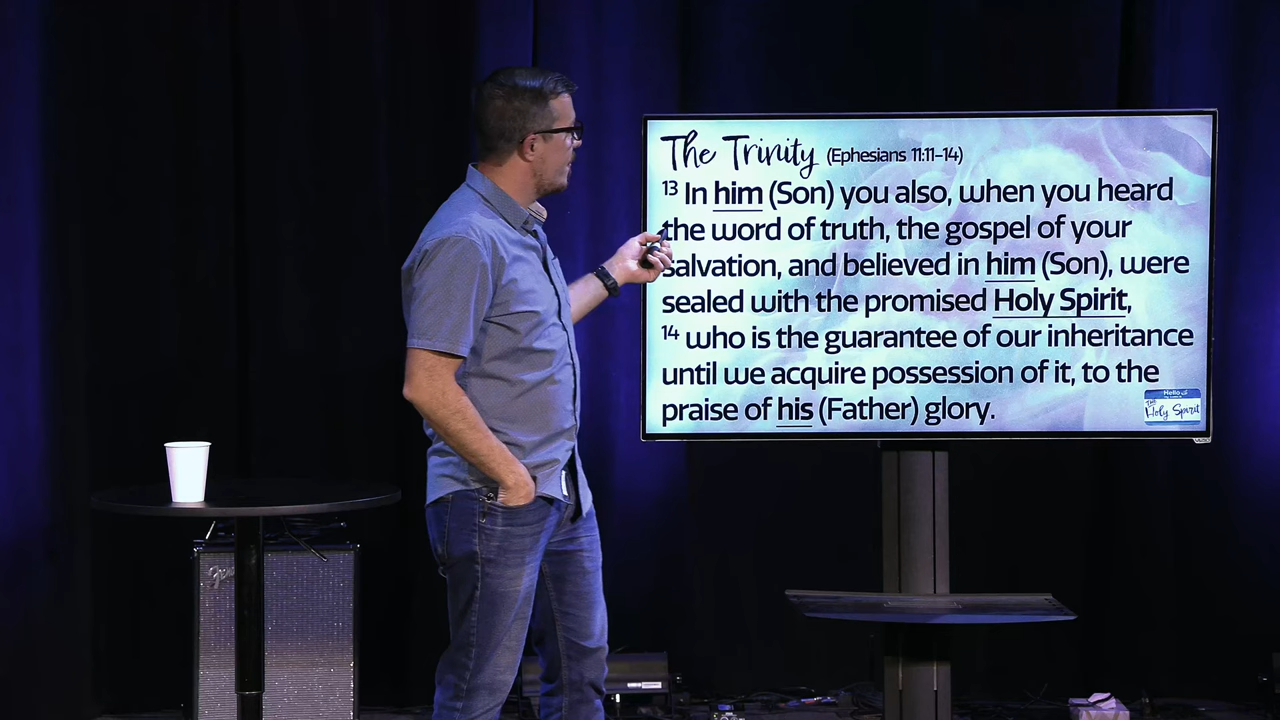 The Trinity (Ephesians 11:11-14)
13 In him (Son) you also, when you heard
the word of truth, the gospel of your
salvation, and believed in him (Son), were
sealed with the promised Holy Spirit,
14 who is the guarantee of our inheritance
until we acquire possession of it, to the
praise of his (Father) glory.
Hello
The
Holy Spirit